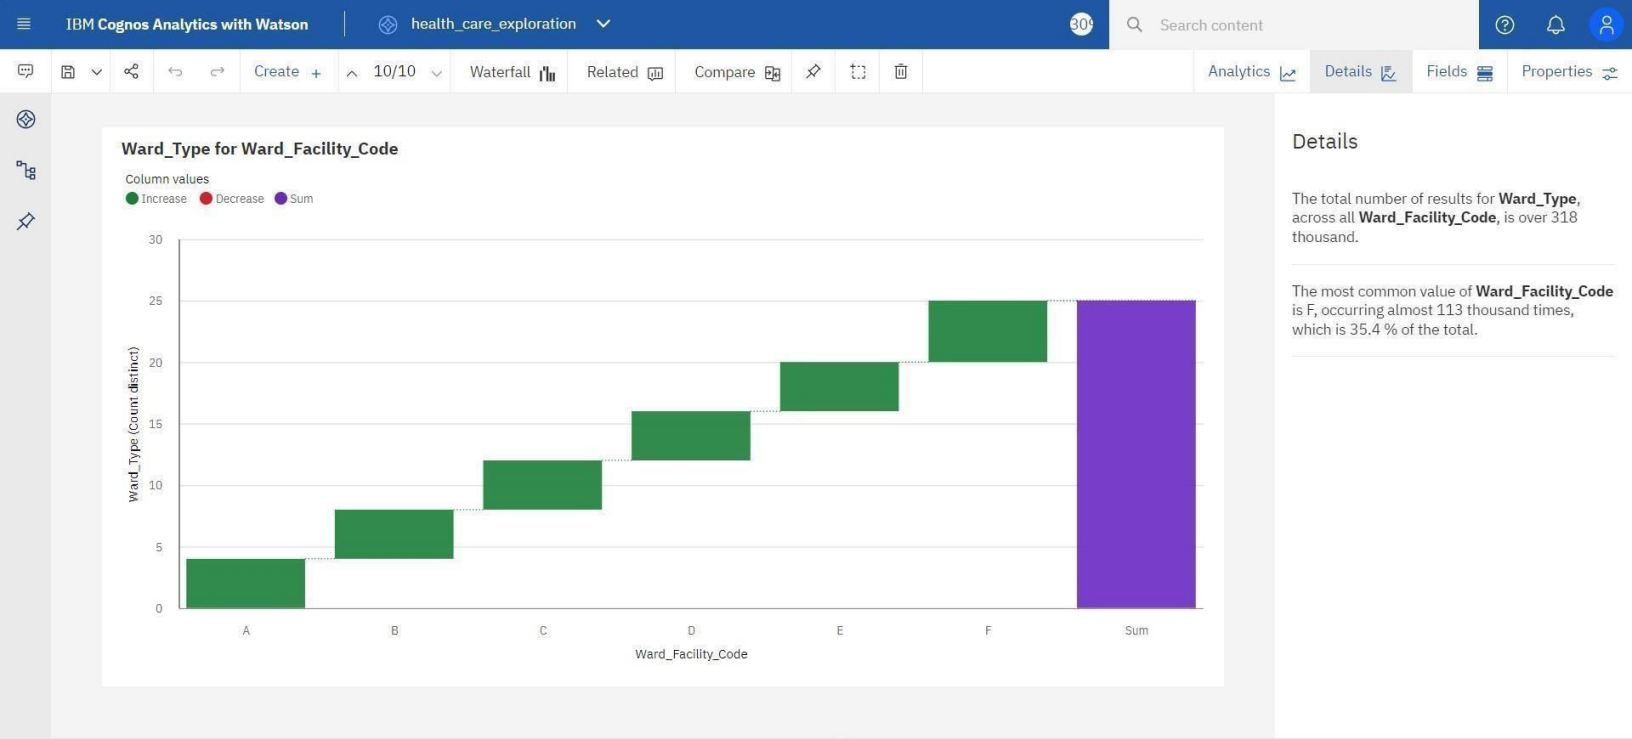 IBM Cognos Analytics with Watson
health_care_exploration
Search content
Create +
10/10
Waterfall
Related
Compare
Analytics
Details
Fields
Properties
Ward_Type for Ward_Facility_Code
Column values
Increase Decrease Sum
30
25
20
15
10
5
0
Ward_Type (Count distinct)
A B C D E F Sum
Ward_Facility_Code
Details
The total number of results for Ward_Type,
across all Ward_Facility_Code, is over 318
thousand.
The most common value of Ward_Facility_Code
is F, occurring almost 113 thousand times,
which is 35.4 % of the total.